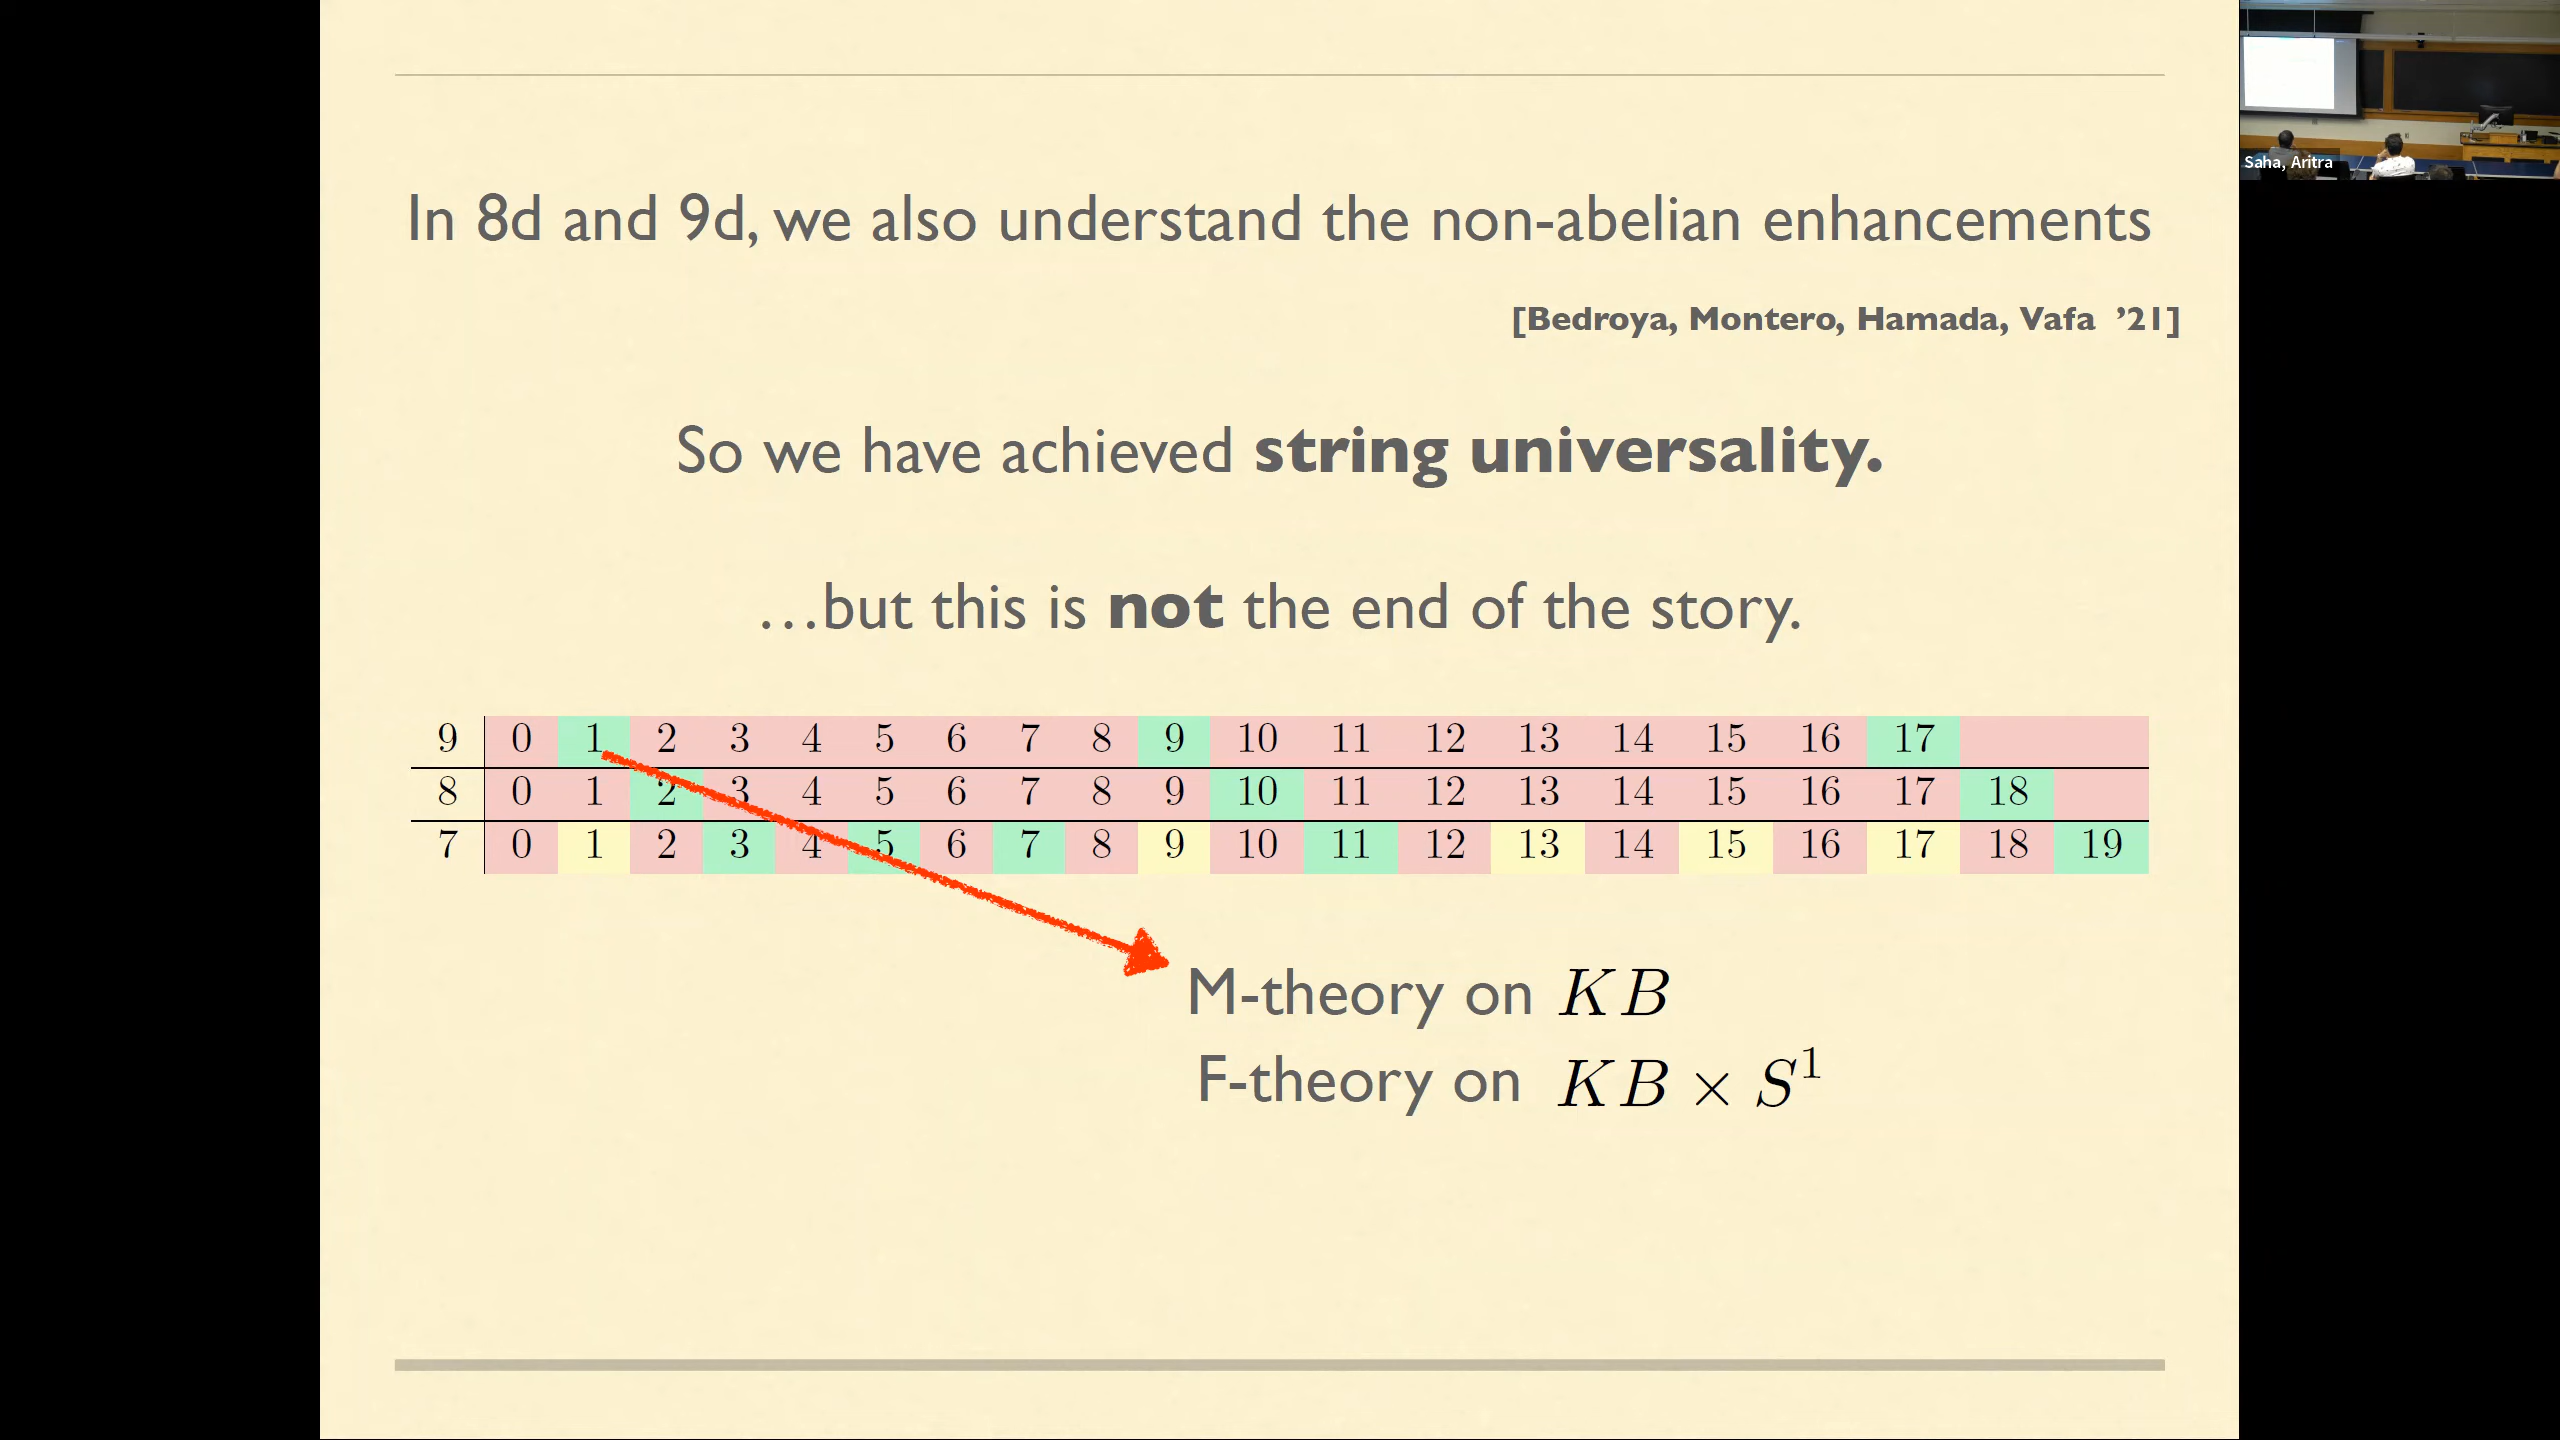 In 8d and 9d, we also understand the non-abelian enhancements
[Bedroya, Montero, Hamada, Vafa ’21]
So we have achieved string universality.
…but this is not the end of the story.
9 0 1 2 3 4 5 6 7 8 9 10 11 12 13 14 15 16 17
8 0 1 2 3 4 5 6 7 8 9 10 11 12 13 14 15 16 17 18
7 0 1 2 3 4 5 6 7 8 9 10 11 12 13 14 15 16 17 18 19
M-theory on KB
F-theory on KB × S¹
Saha, Aritra